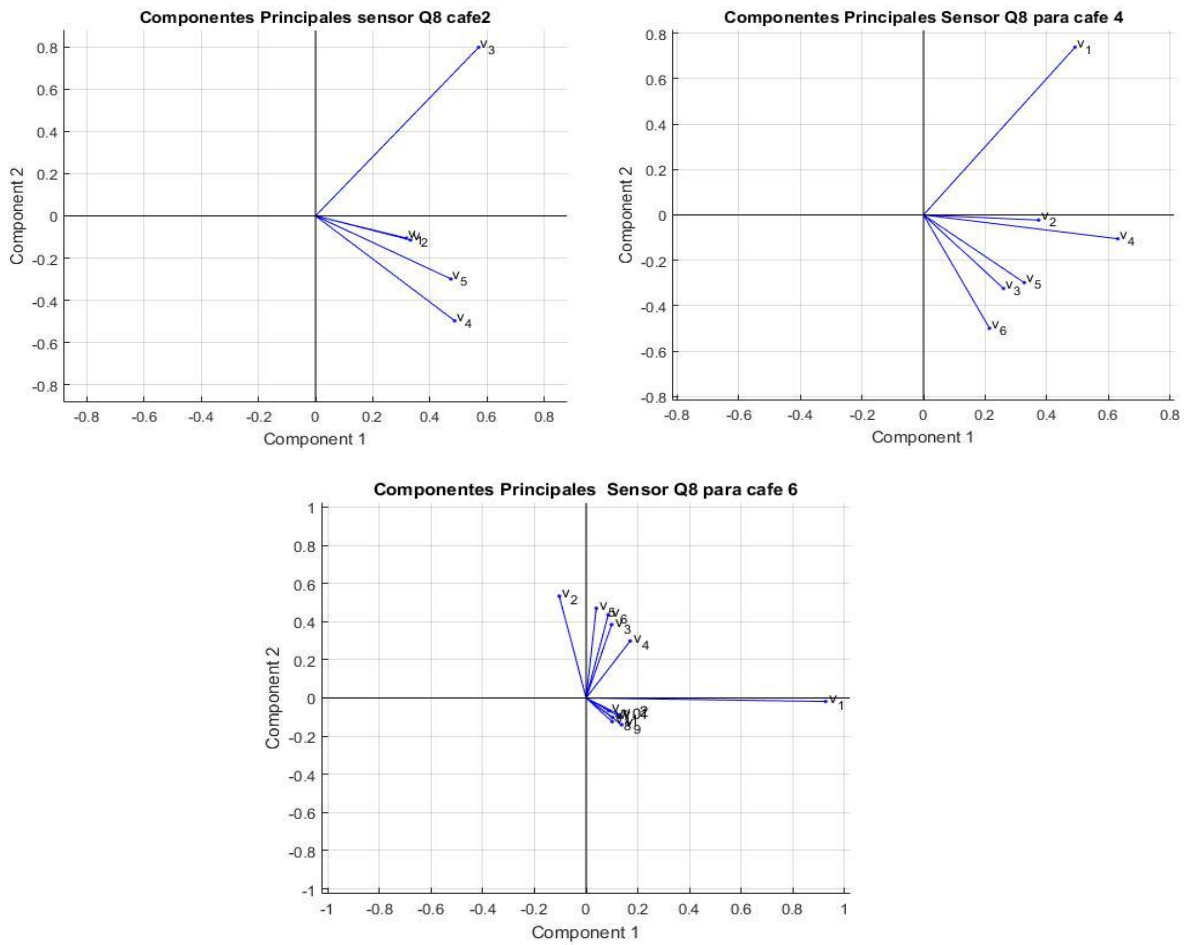 Componentes Principales sensor Q8 cafe2
0.8
0.6
0.4
0.2
0
-0.2
-0.4
-0.6
-0.8
Component 2
v3
v5
v4
-0.8 -0.6 -0.4 -0.2 0 0.2 0.4 0.6 0.8
Component 1
Componentes Principales Sensor Q8 para cafe 4
0.8
0.6
0.4
0.2
0
-0.2
-0.4
-0.6
-0.8
Component 2
v1
v2
v4
v5
v3
v6
-0.8 -0.6 -0.4 -0.2 0 0.2 0.4 0.6 0.8
Component 1
Componentes Principales Sensor Q8 para cafe 6
1
0.8
0.6
0.4
0.2
0
-0.2
-0.4
-0.6
-0.8
-1
Component 2
v2
v5
v6
v3
v4
v1
-1 -0.8 -0.6 -0.4 -0.2 0 0.2 0.4 0.6 0.8 1
Component 1